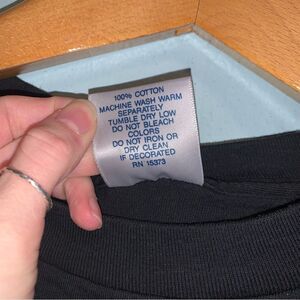 100% COTTON
MACHINE WASH WARM
SEPARATELY
TUMBLE DRY LOW
DO NOT BLEACH
COLORS
DO NOT IRON OR
DRY CLEAN
IF DECORATED
RN 15373